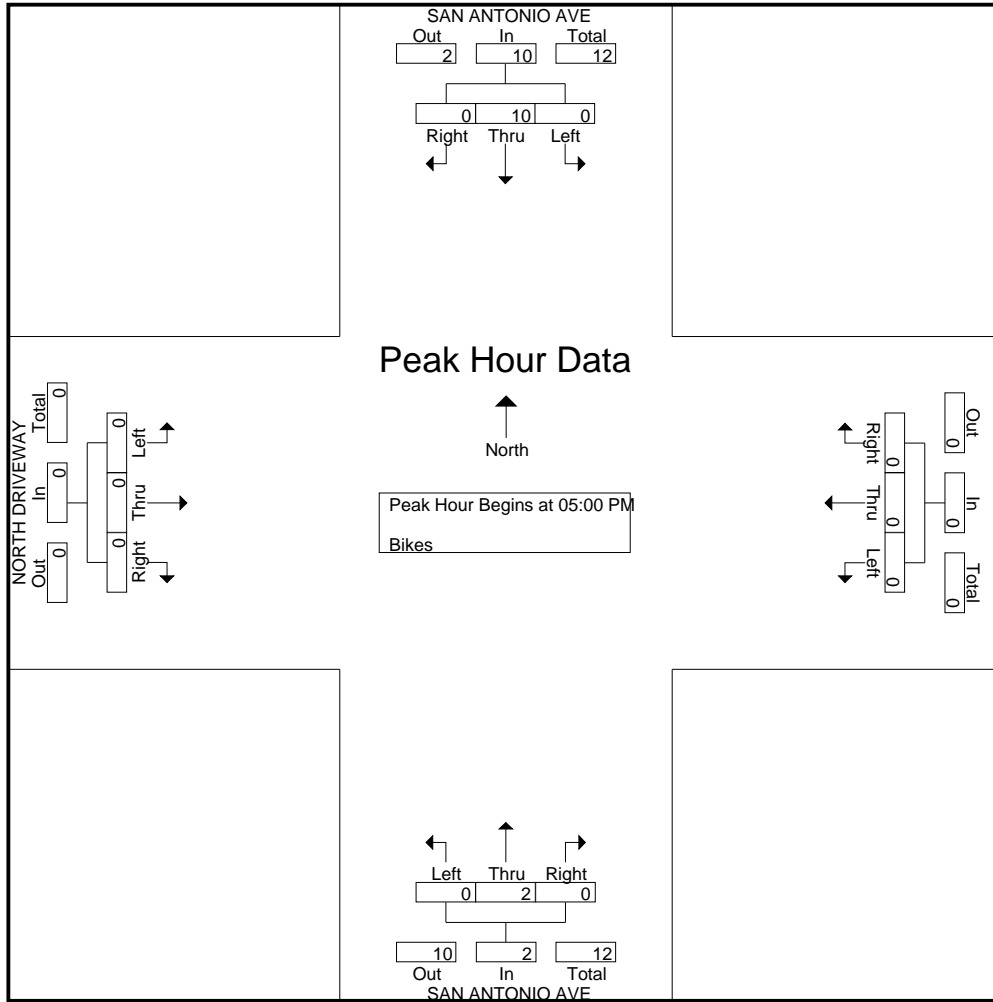 SAN ANTONIO AVE
Out In Total
2 10 12
0 10 0
Right Thru Left
Peak Hour Data
North
Peak Hour Begins at 05:00 PM
Bikes
NORTH DRIVEWAY
Out In Total
0 0 0
Right Thru Left
0 0 0
Out In Total
0 0 0
Right Thru Left
0 0 0
Left Thru Right
0 2 0
10 2 12
Out In Total
SAN ANTONIO AVE